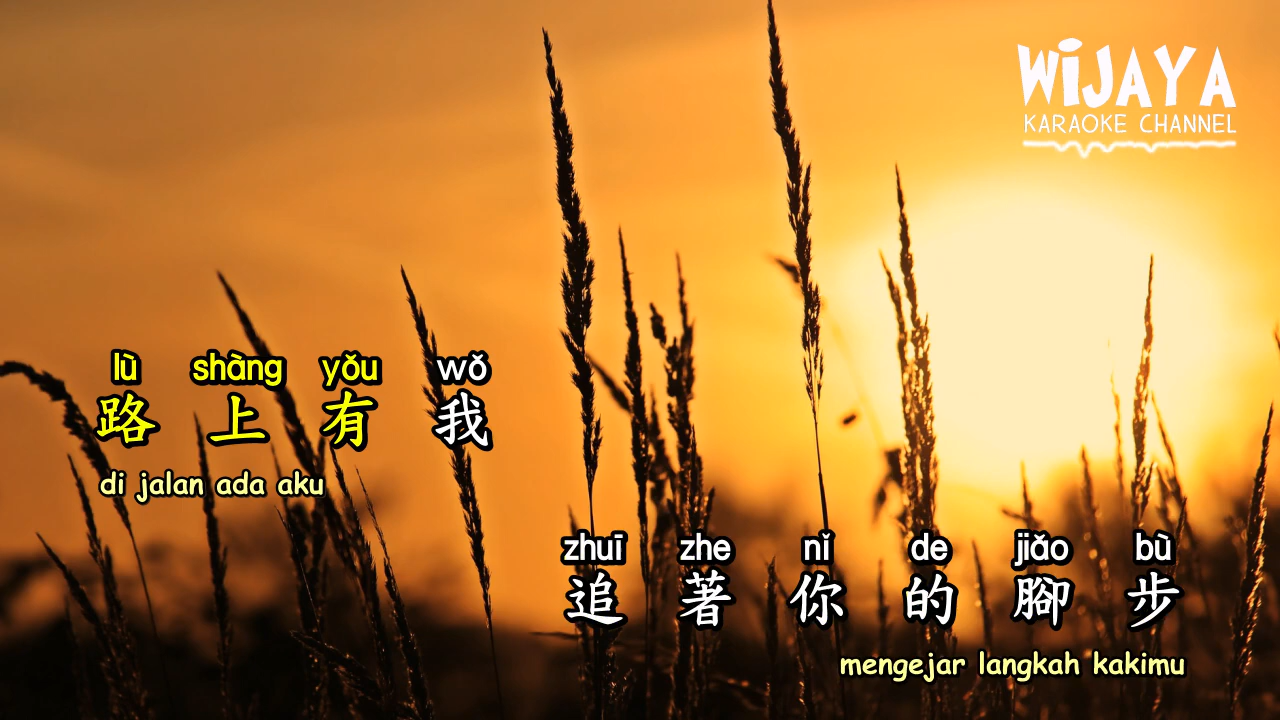 WiJAYA
KARAOKE CHANNEL
lù shàng yǒu wǒ
路上有我
di jalan ada aku
zhuī zhe nǐ de jiǎo bù
追著你的腳步
mengejar langkah kakimu